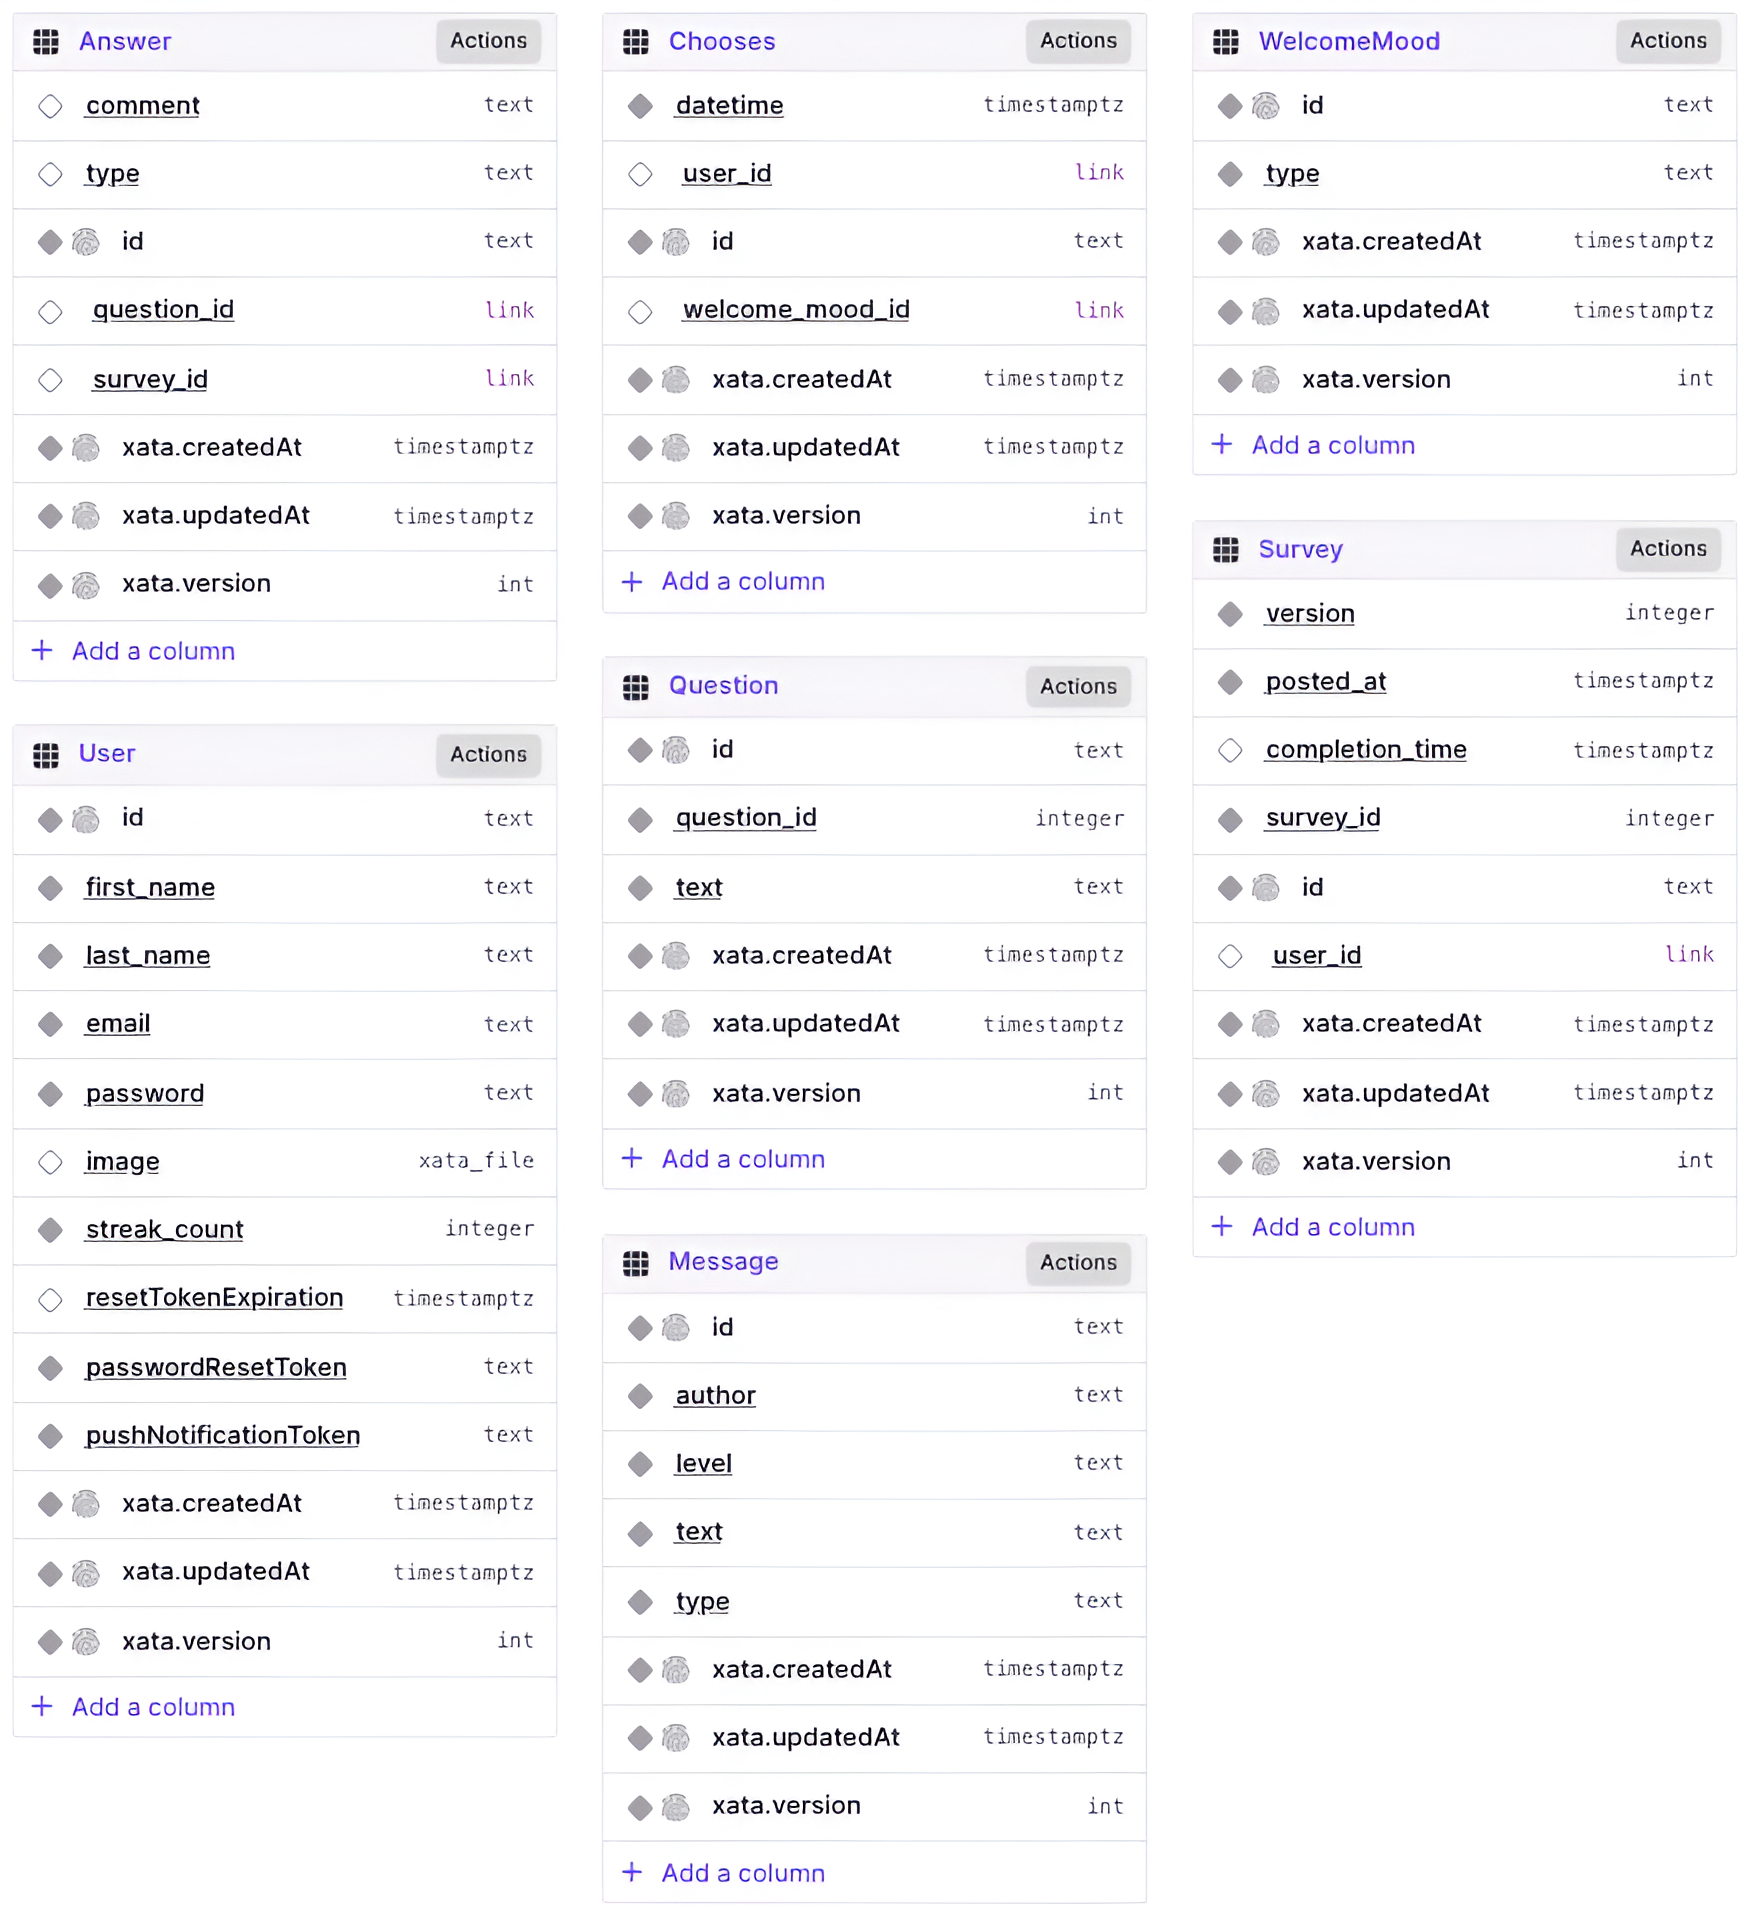 Answer Actions
comment text
type text
id text
question_id link
survey_id link
xata.createdAt timestamptz
xata.updatedAt timestamptz
xata.version int
+ Add a column
User Actions
id text
first_name text
last_name text
email text
password text
image xata_file
streak_count integer
resetTokenExpiration timestamptz
passwordResetToken text
pushNotificationToken text
xata.createdAt timestamptz
xata.updatedAt timestamptz
xata.version int
+ Add a column
Chooses Actions
datetime timestamptz
user_id link
id text
welcome_mood_id link
xata.createdAt timestamptz
xata.updatedAt timestamptz
xata.version int
+ Add a column
Question Actions
id text
question_id integer
text text
xata.createdAt timestamptz
xata.updatedAt timestamptz
xata.version int
+ Add a column
Message Actions
id text
author text
level text
text text
type text
xata.createdAt timestamptz
xata.updatedAt timestamptz
xata.version int
+ Add a column
WelcomeMood Actions
id text
type text
xata.createdAt timestamptz
xata.updatedAt timestamptz
xata.version int
+ Add a column
Survey Actions
version integer
posted_at timestamptz
completion_time timestamptz
survey_id integer
id text
user_id link
xata.createdAt timestamptz
xata.updatedAt timestamptz
xata.version int
+ Add a column